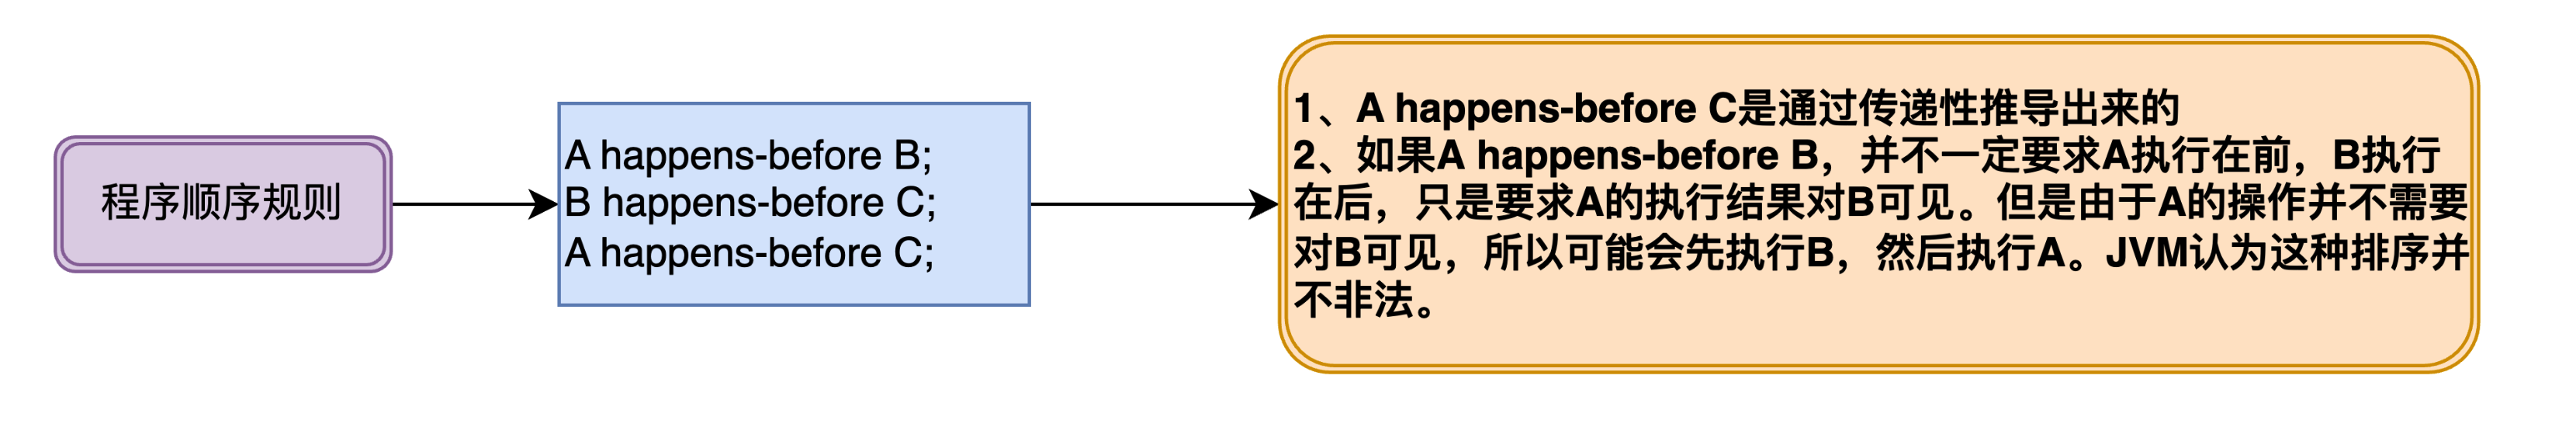 程序顺序规则
A happens-before B;
B happens-before C;
A happens-before C;
1、A happens-before C是通过传递性推导出来的
2、如果A happens-before B，并不一定要求A执行在前，B执行
在后，只是要求A的执行结果对B可见。但是由于A的操作并不需要
对B可见，所以可能会先执行B，然后执行A。JVM认为这种排序并
不非法。